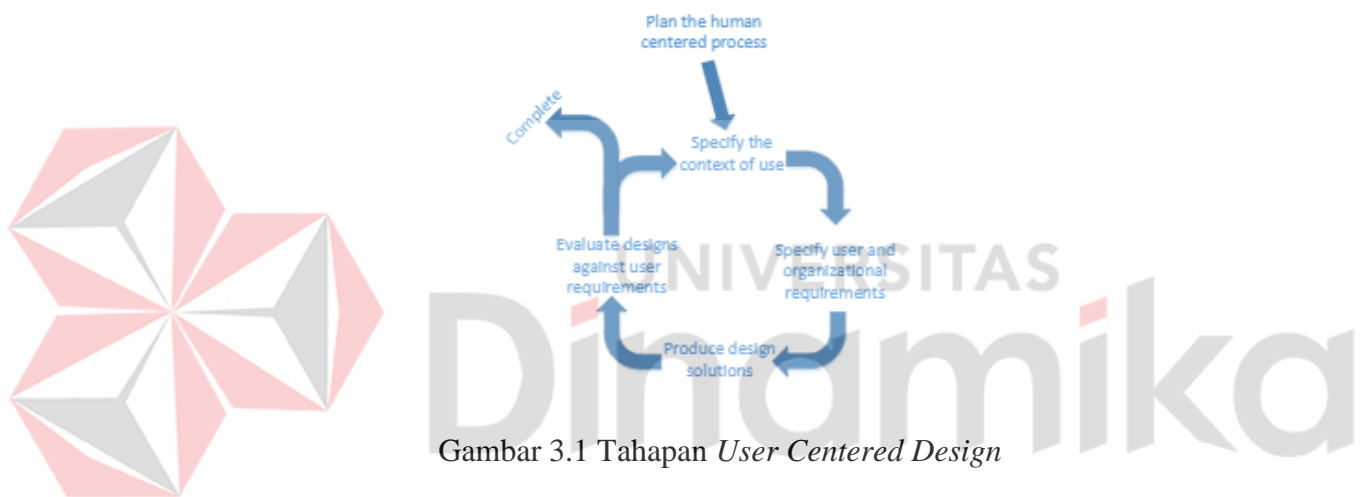 Plan the human
centered process
Complete
Specify the
context of use
Evaluate designs
against user
requirements
Specify user and
organizational
requirements
Produce design
solutions
UNIVERSITAS
Dinamika
Gambar 3.1 Tahapan User Centered Design